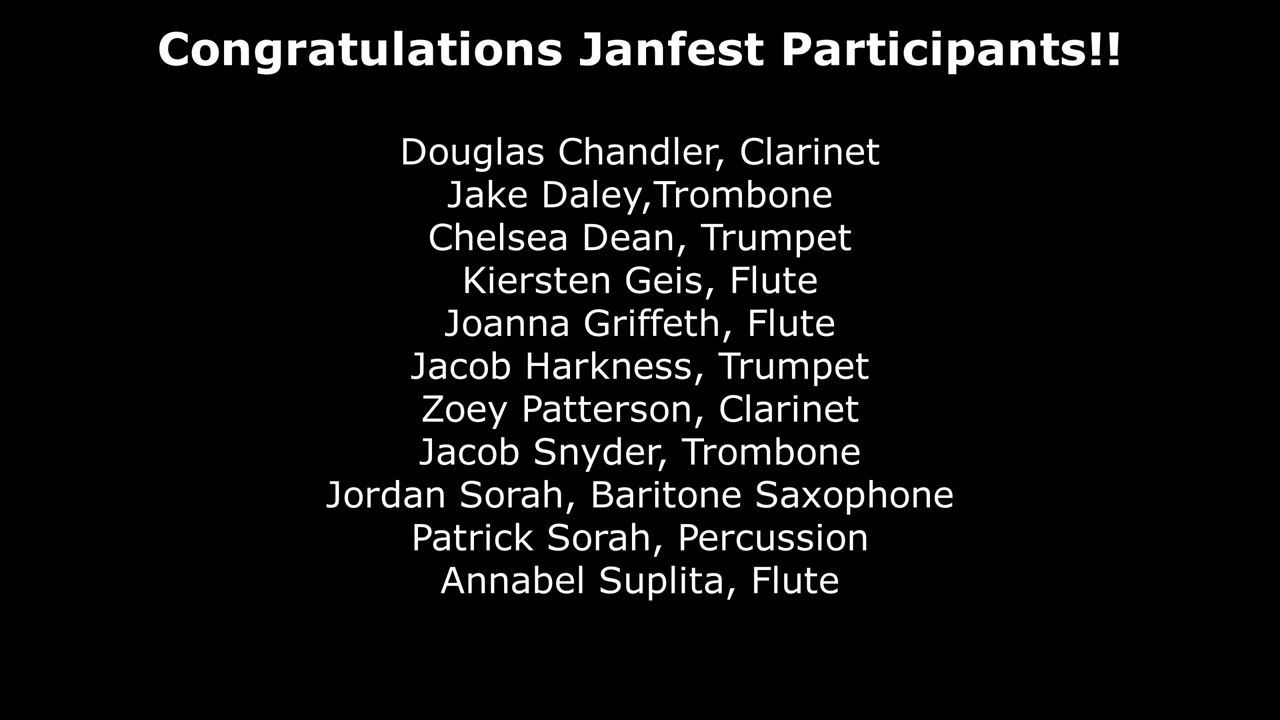 Congratulations Janfest Participants!!
Douglas Chandler, Clarinet
Jake Daley,Trombone
Chelsea Dean, Trumpet
Kiersten Geis, Flute
Joanna Griffeth, Flute
Jacob Harkness, Trumpet
Zoey Patterson, Clarinet
Jacob Snyder, Trombone
Jordan Sorah, Baritone Saxophone
Patrick Sorah, Percussion
Annabel Suplita, Flute